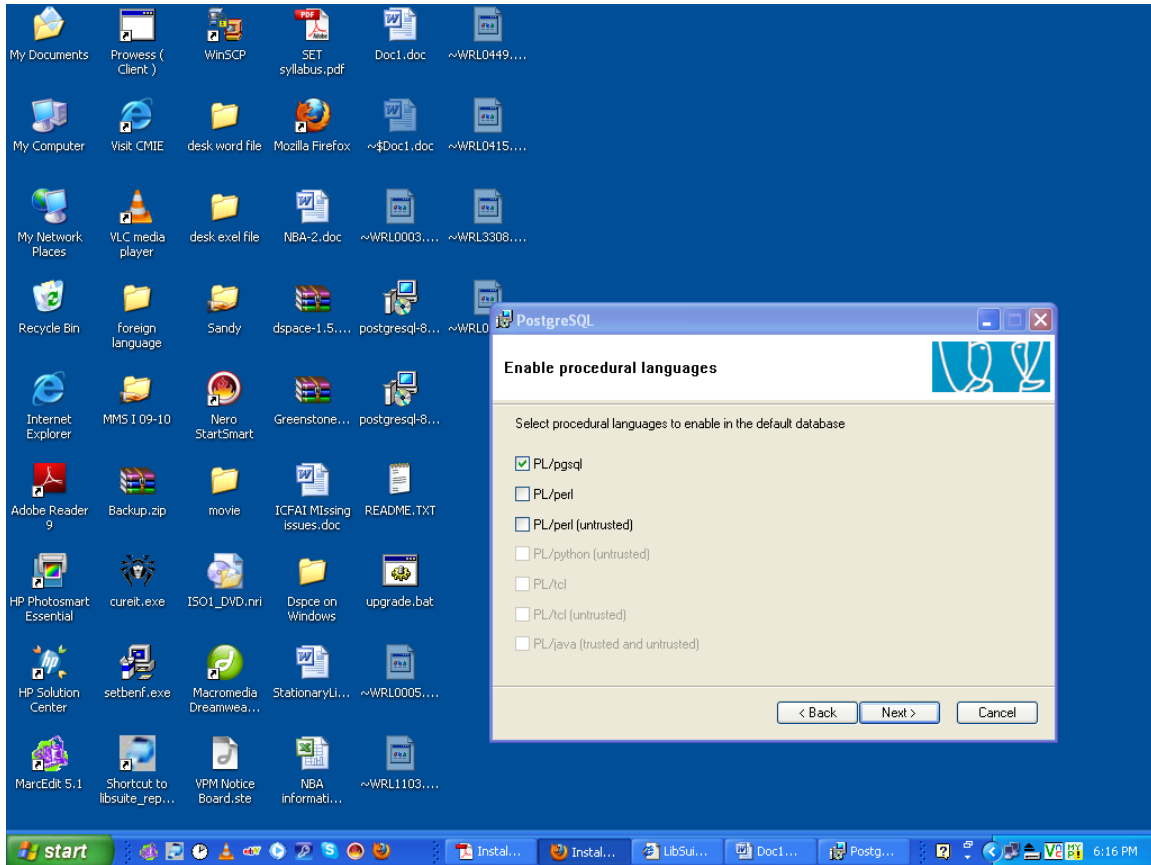 My Documents
Prowess (
Client )
WinSCP
SET
syllabus.pdf
Doc1.doc
~WRL0449....
My Computer
Visit CMIE
desk word file
Mozilla Firefox
~$Doc1.doc
~WRL0415....
My Network
Places
VLC media
player
desk exel file
NBA-2.doc
~WRL0003....
~WRL3308....
Recycle Bin
foreign
language
Sandy
dspace-1.5....
postgresql-8...
~WRL0
Internet
Explorer
MMS I 09-10
Nero
StartSmart
Greenstone...
postgresql-8...
Adobe Reader
9
Backup.zip
movie
ICFAI MIssing
issues.doc
README.TXT
HP Photosmart
Essential
cureit.exe
ISO1_DVD.nri
Dspce on
Windows
upgrade.bat
HP Solution
Center
setbenf.exe
Macromedia
Dreamwea...
StationaryLi...
~WRL0005....
MarcEdit 5.1
Shortcut to
libsuite_rep...
VPM Notice
Board.ste
NBA
informati...
~WRL1103....
PostgreSQL
Enable procedural languages
Select procedural languages to enable in the default database
PL/pgsql
PL/perl
PL/perl (untrusted)
PL/python (untrusted)
PL/tcl
PL/tcl (untrusted)
PL/java (trusted and untrusted)
< Back
Next >
Cancel
start
Instal...
Instal...
LibSui...
Doc1...
Postg...
6:16 PM